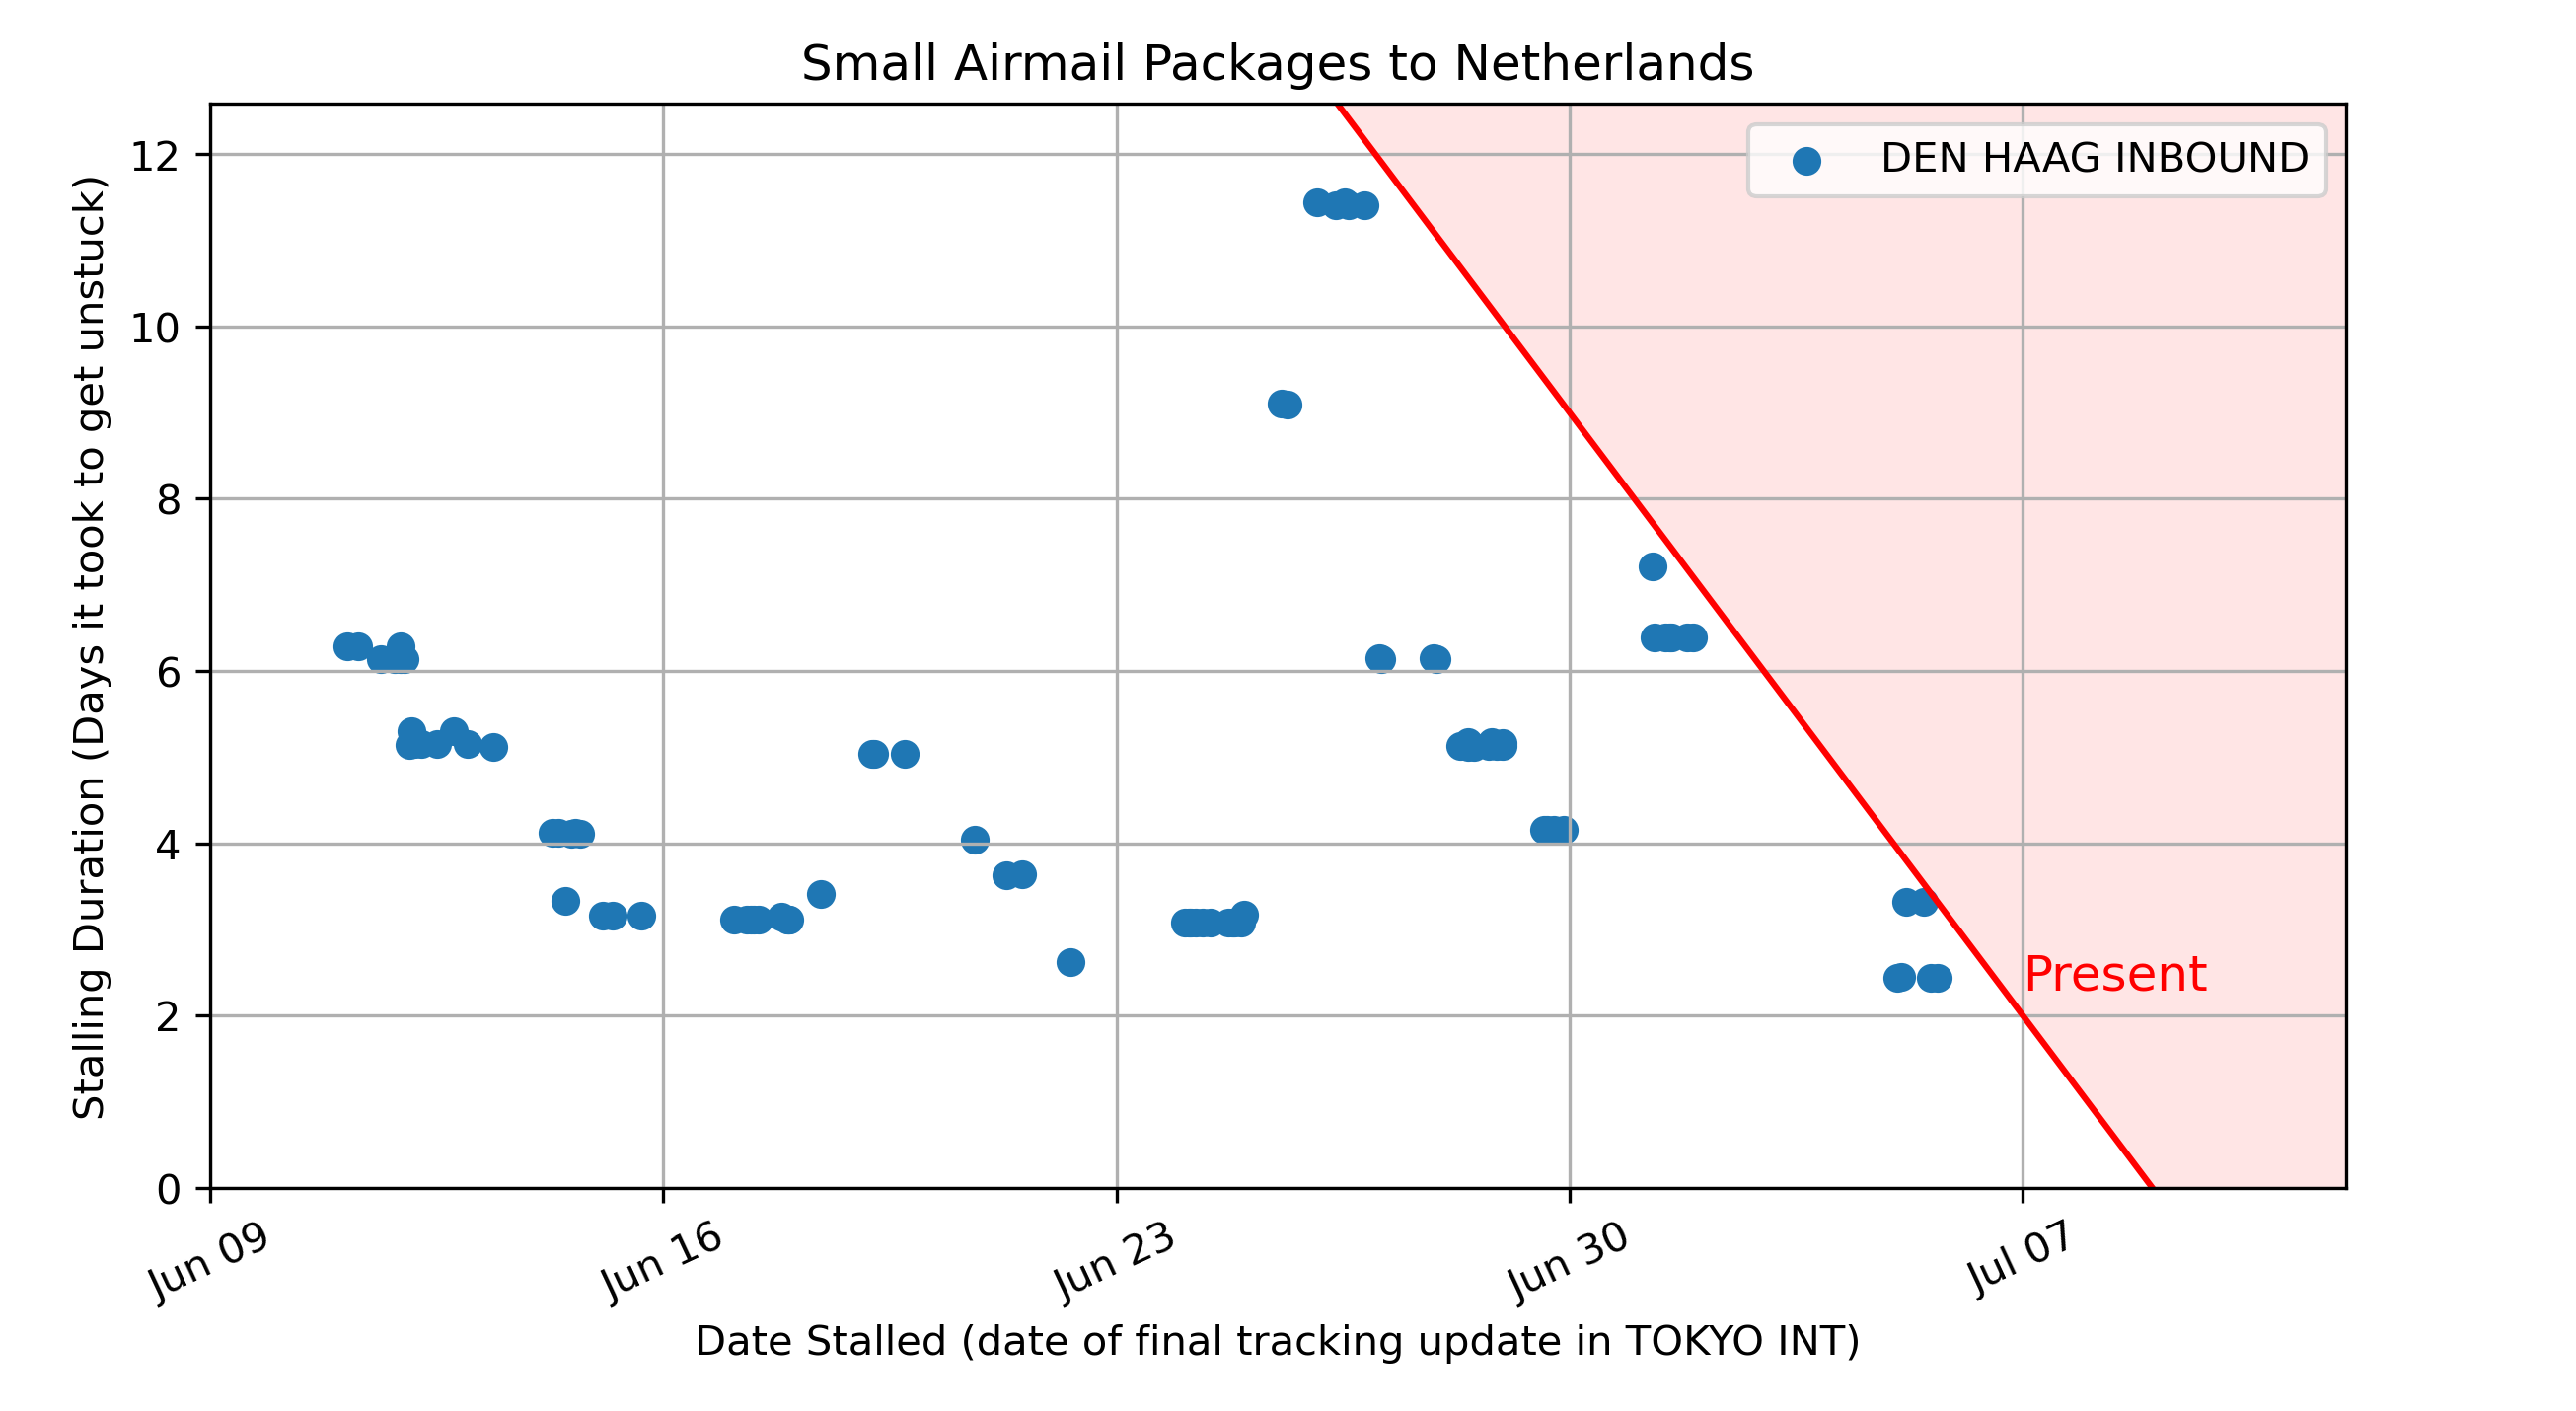 Small Airmail Packages to Netherlands
DEN HAAG INBOUND
Stalling Duration (Days it took to get unstuck)
12
10
8
6
4
2
0
Present
Jun 09
Jun 16
Jun 23
Jun 30
Jul 07
Date Stalled (date of final tracking update in TOKYO INT)